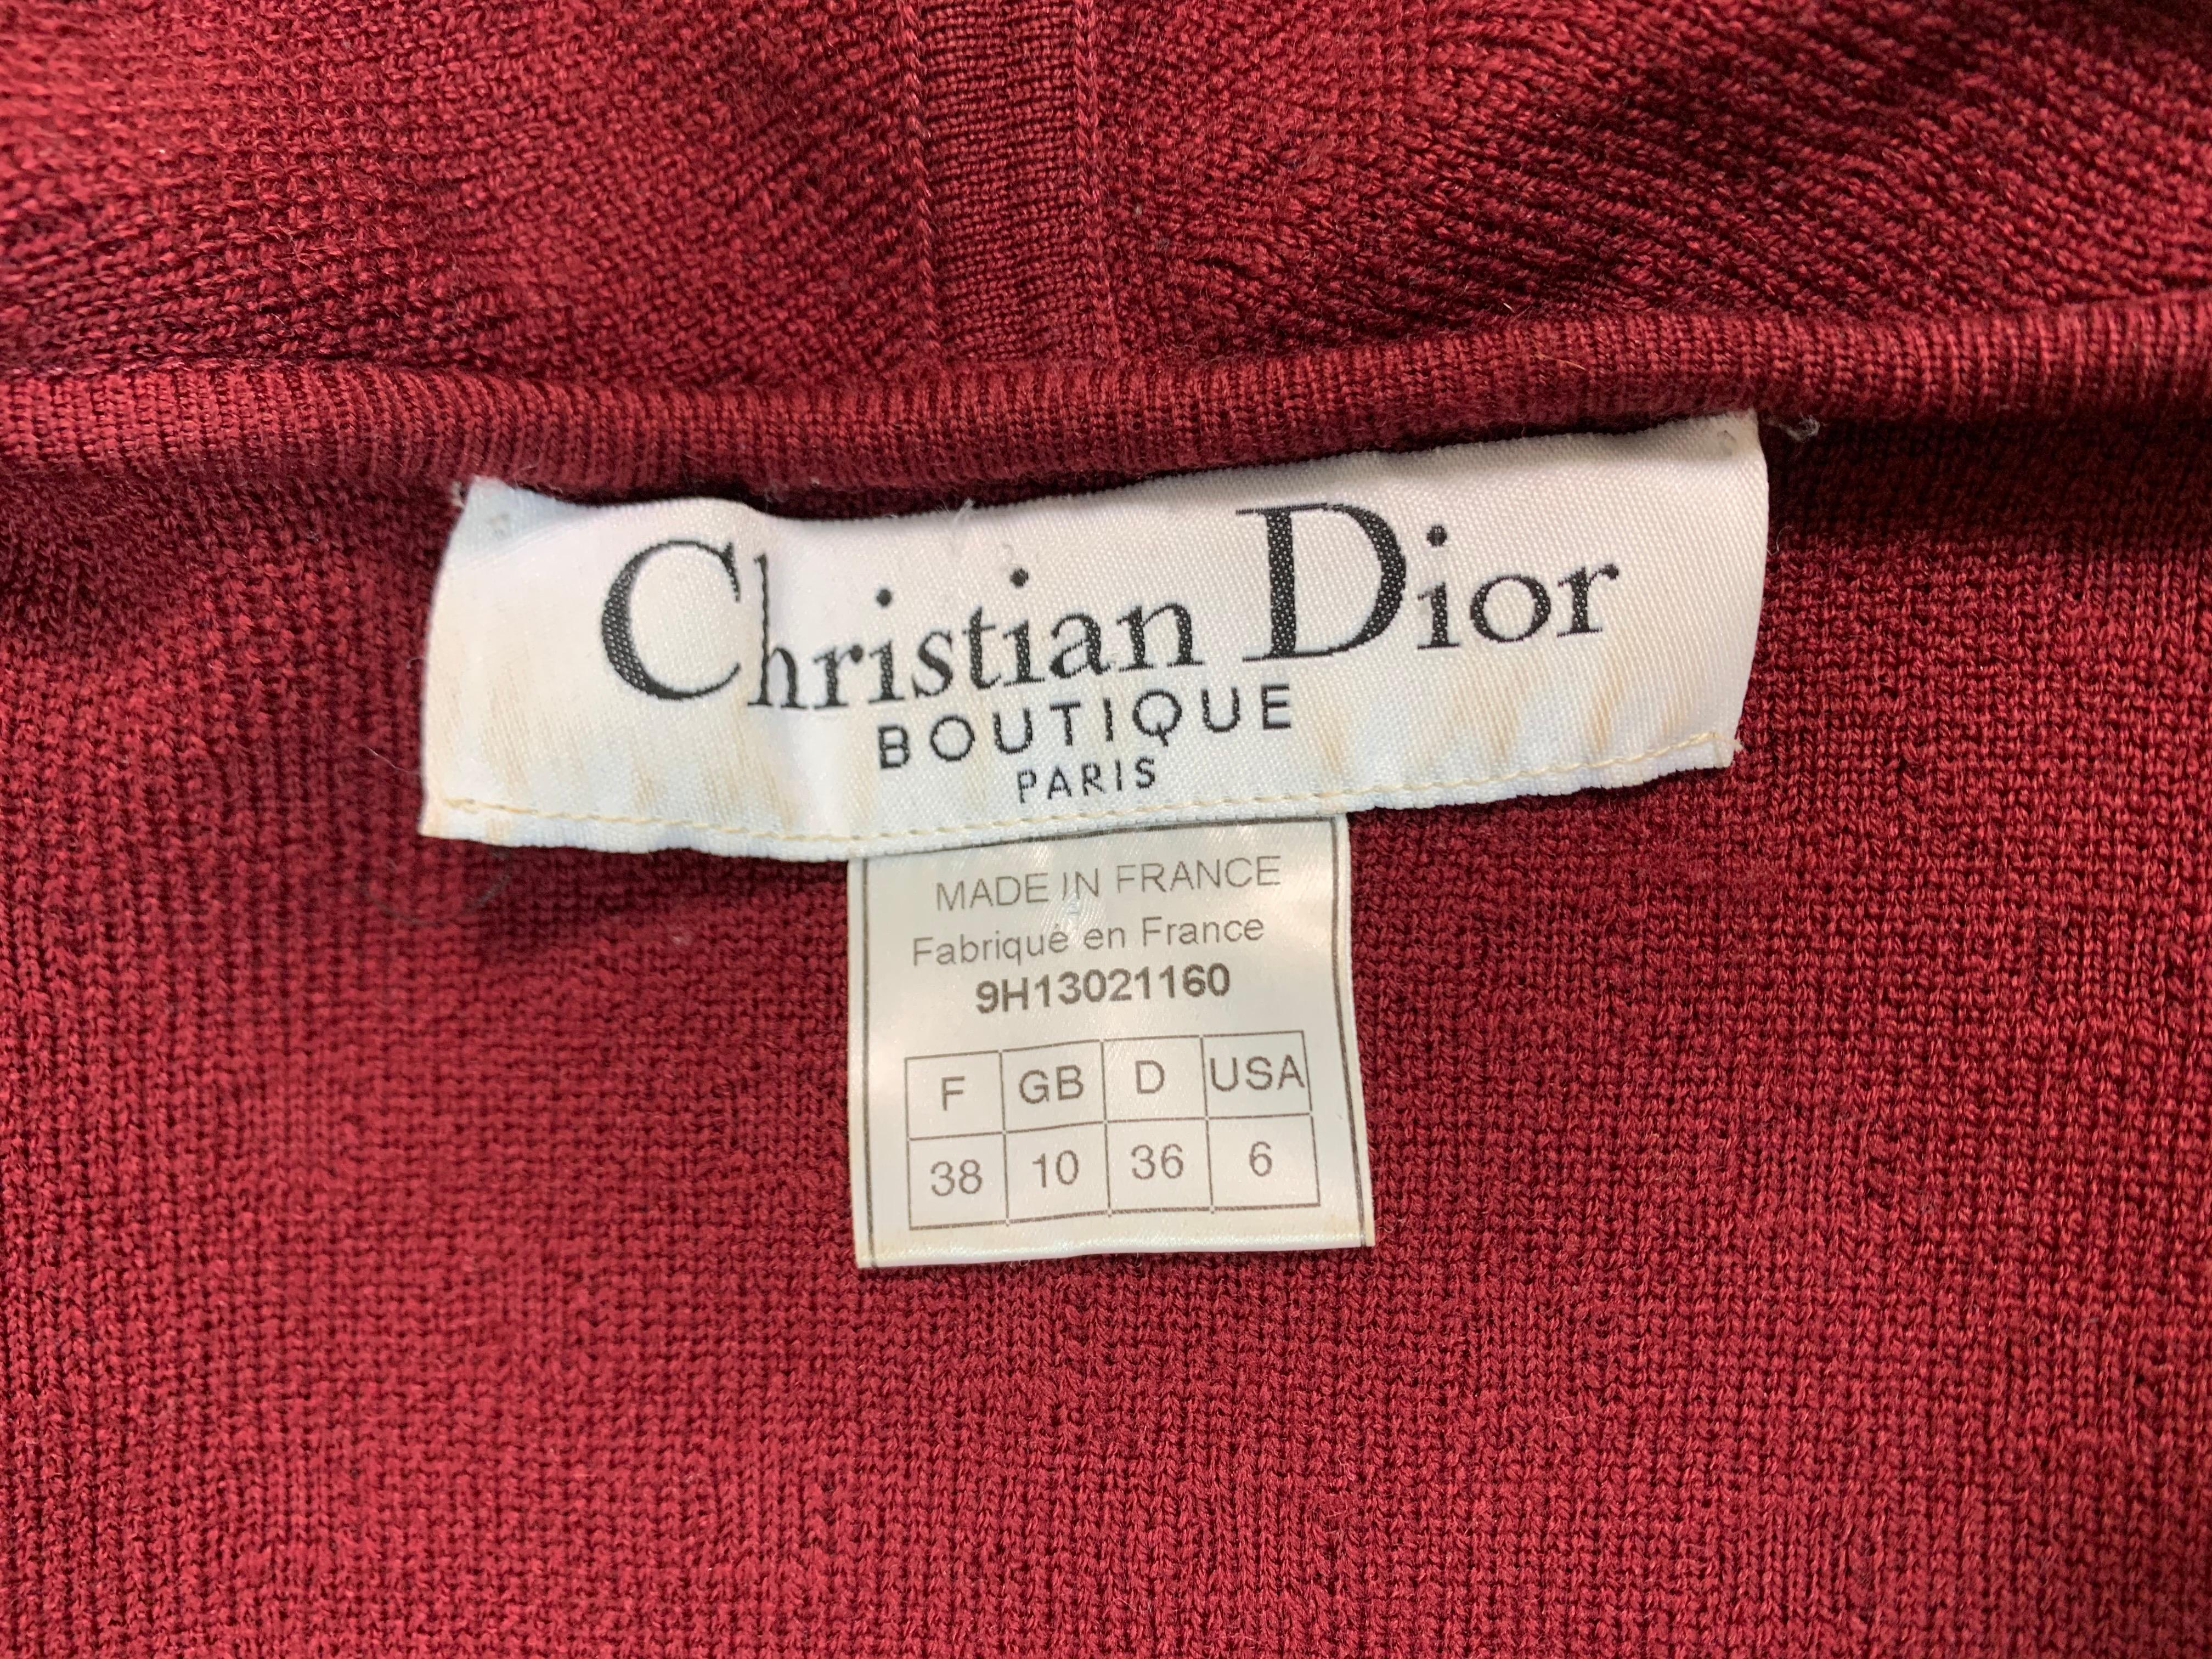 Christian Dior
BOUTIQUE
PARIS
MADE IN FRANCE
Fabriqué en France
9H13021160
F GB D USA
38 10 36 6